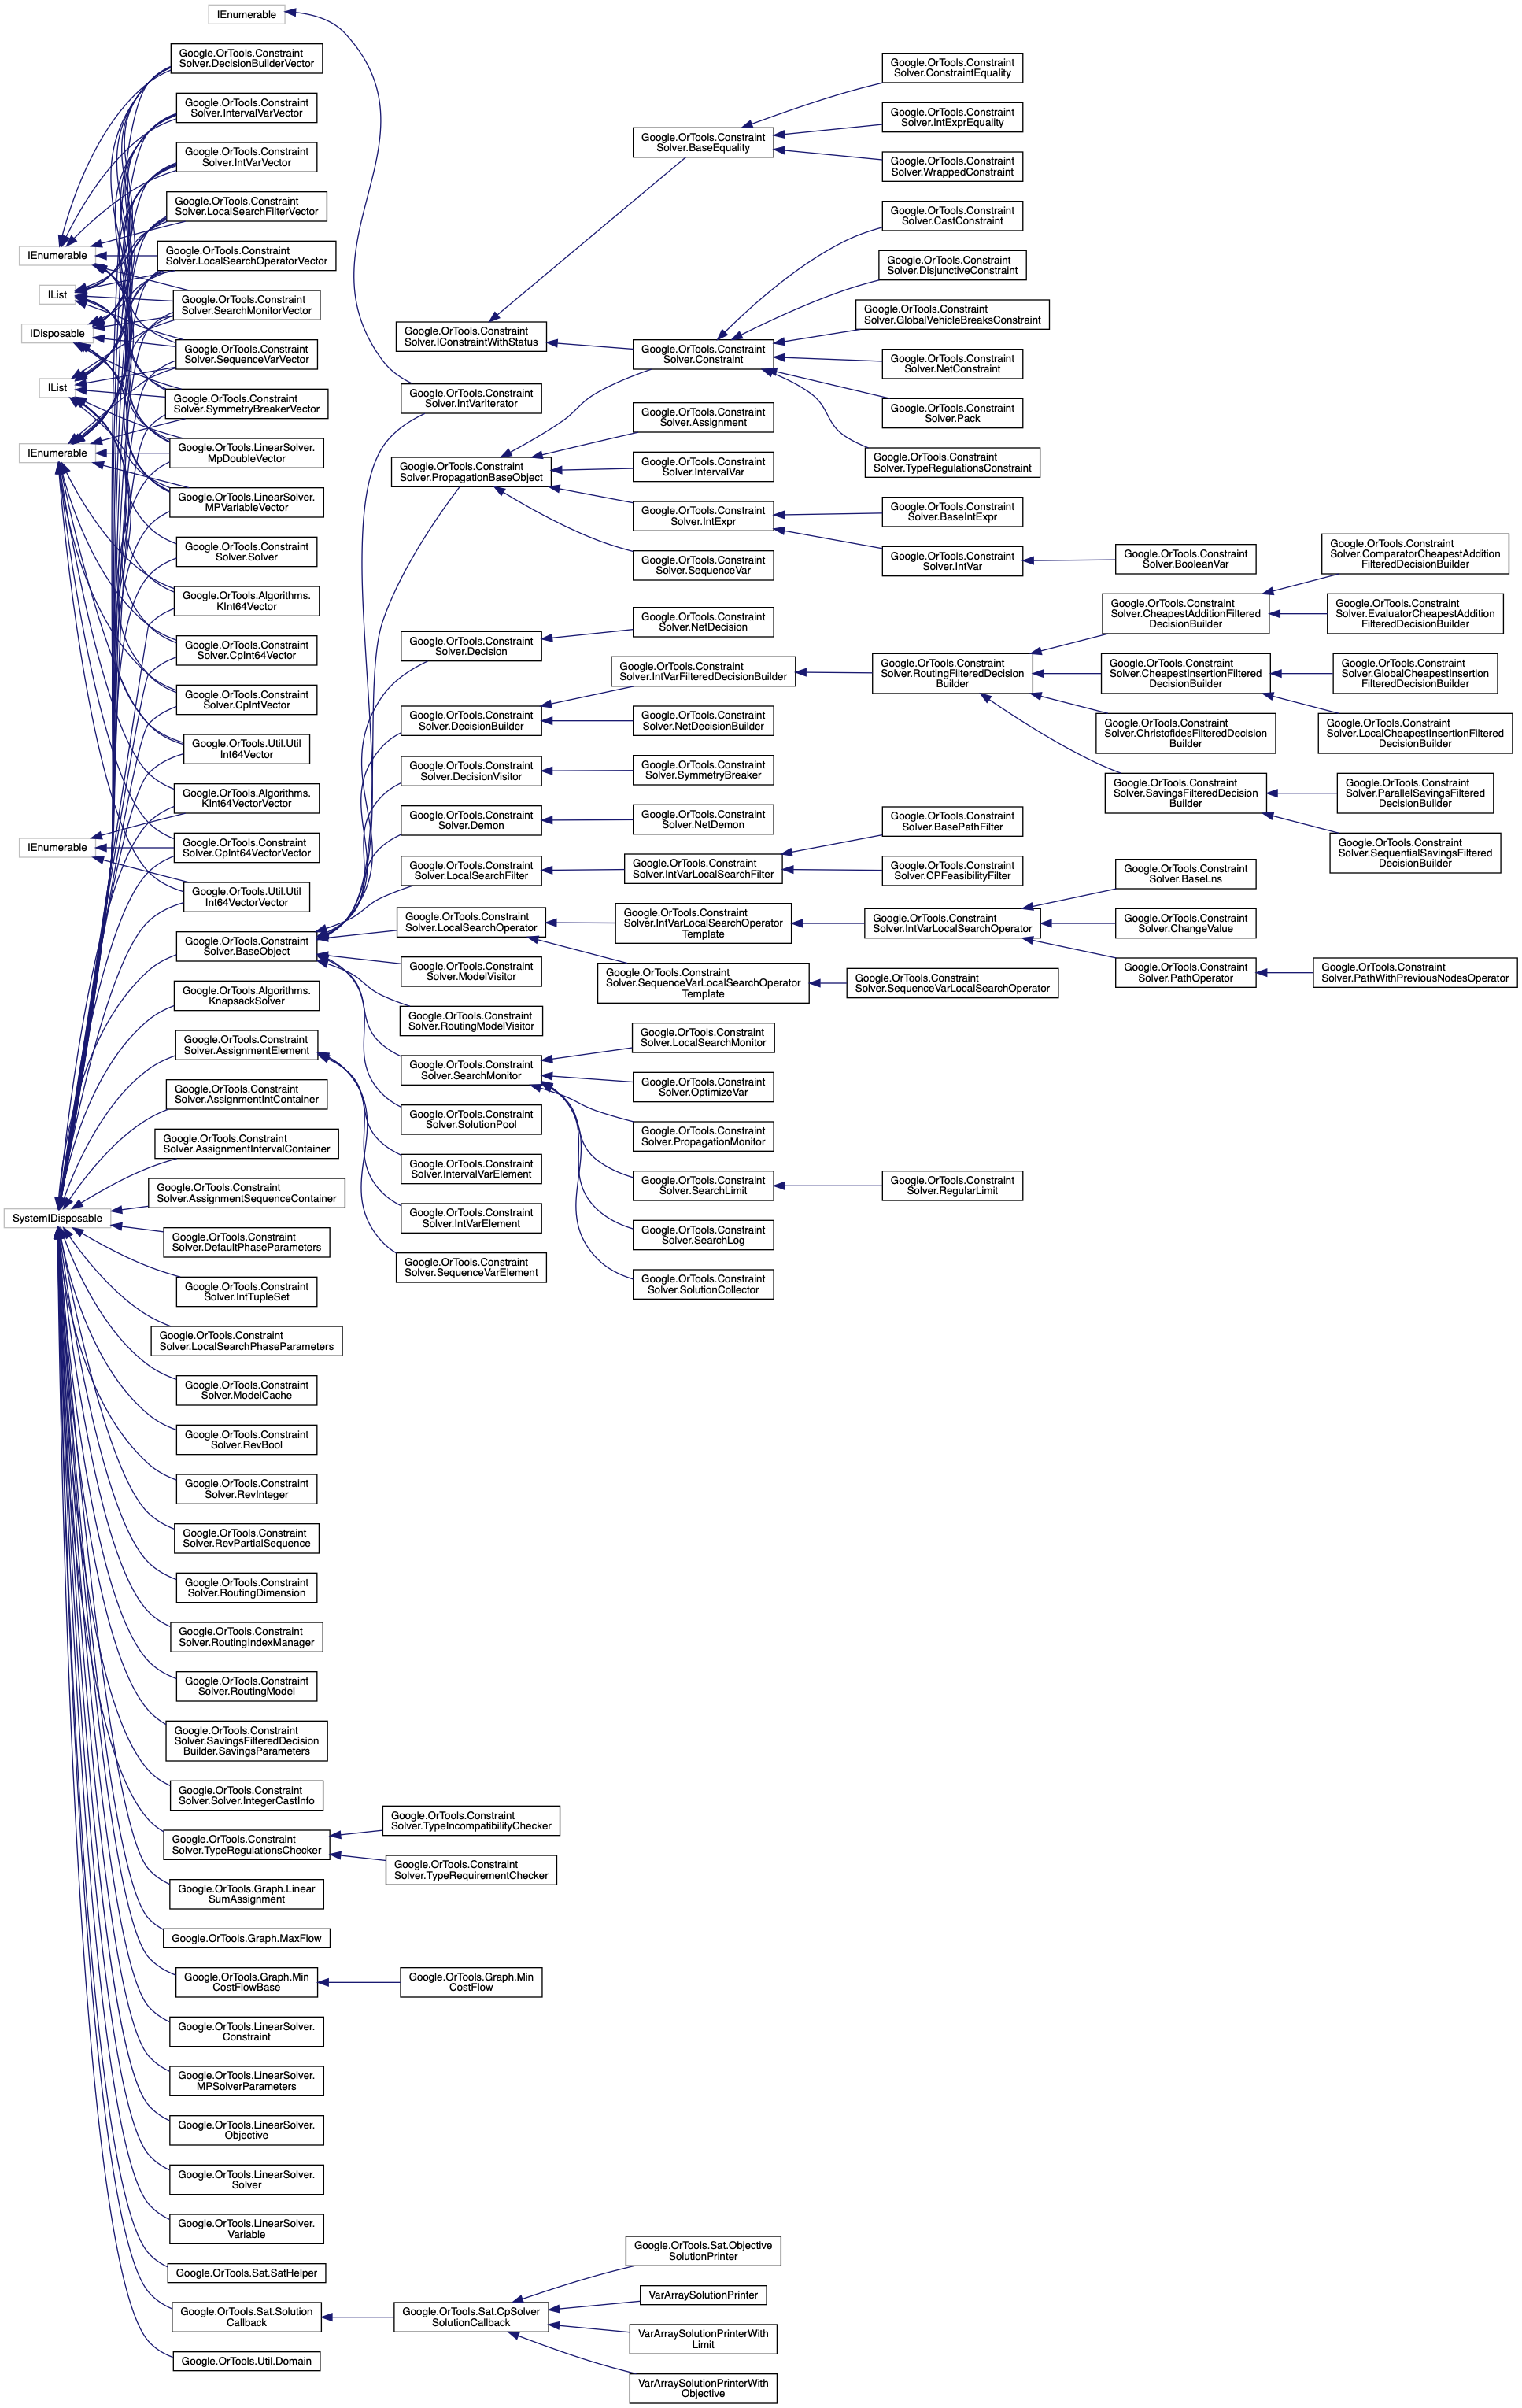 IEnumerable
Google.OrTools.Constraint
Solver.DecisionBuilderVector
Google.OrTools.Constraint
Solver.IntervalVarVector
Google.OrTools.Constraint
Solver.IntVarVector
Google.OrTools.Constraint
Solver.LocalSearchFilterVector
IEnumerable
Google.OrTools.Constraint
Solver.LocalSearchOperatorVector
IList
Google.OrTools.Constraint
Solver.SearchMonitorVector
IDisposable
Google.OrTools.Constraint
Solver.SequenceVarVector
IList
Google.OrTools.Constraint
Solver.SymmetryBreakerVector
IEnumerable
Google.OrTools.LinearSolver.
MpDoubleVector
Google.OrTools.LinearSolver.
MPVariableVector
Google.OrTools.Constraint
Solver.Solver
Google.OrTools.Algorithms.
KInt64Vector
Google.OrTools.Constraint
Solver.CpInt64Vector
Google.OrTools.Constraint
Solver.CpIntVector
Google.OrTools.Util.Util
Int64Vector
Google.OrTools.Algorithms.
KInt64VectorVector
IEnumerable
Google.OrTools.Constraint
Solver.CpInt64VectorVector
Google.OrTools.Util.Util
Int64VectorVector
Google.OrTools.Constraint
Solver.BaseObject
Google.OrTools.Algorithms.
KnapsackSolver
Google.OrTools.Constraint
Solver.AssignmentElement
Google.OrTools.Constraint
Solver.AssignmentIntContainer
Google.OrTools.Constraint
Solver.AssignmentIntervalContainer
Google.OrTools.Constraint
Solver.AssignmentSequenceContainer
SystemIDisposable
Google.OrTools.Constraint
Solver.DefaultPhaseParameters
Google.OrTools.Constraint
Solver.IntTupleSet
Google.OrTools.Constraint
Solver.LocalSearchPhaseParameters
Google.OrTools.Constraint
Solver.ModelCache
Google.OrTools.Constraint
Solver.RevBool
Google.OrTools.Constraint
Solver.RevInteger
Google.OrTools.Constraint
Solver.RevPartialSequence
Google.OrTools.Constraint
Solver.RoutingDimension
Google.OrTools.Constraint
Solver.RoutingIndexManager
Google.OrTools.Constraint
Solver.RoutingModel
Google.OrTools.Constraint
Solver.SavingsFilteredDecision
Builder.SavingsParameters
Google.OrTools.Constraint
Solver.Solver.IntegerCastInfo
Google.OrTools.Constraint
Solver.TypeRegulationsChecker
Google.OrTools.Graph.Linear
SumAssignment
Google.OrTools.Graph.MaxFlow
Google.OrTools.Graph.Min
CostFlowBase
Google.OrTools.LinearSolver.
Constraint
Google.OrTools.LinearSolver.
MPSolverParameters
Google.OrTools.LinearSolver.
Objective
Google.OrTools.LinearSolver.
Solver
Google.OrTools.LinearSolver.
Variable
Google.OrTools.Sat.SatHelper
Google.OrTools.Sat.Solution
Callback
Google.OrTools.Util.Domain
Google.OrTools.Constraint
Solver.IConstraintWithStatus
Google.OrTools.Constraint
Solver.IntVarIterator
Google.OrTools.Constraint
Solver.PropagationBaseObject
Google.OrTools.Constraint
Solver.Decision
Google.OrTools.Constraint
Solver.DecisionBuilder
Google.OrTools.Constraint
Solver.DecisionVisitor
Google.OrTools.Constraint
Solver.Demon
Google.OrTools.Constraint
Solver.LocalSearchFilter
Google.OrTools.Constraint
Solver.LocalSearchOperator
Google.OrTools.Constraint
Solver.ModelVisitor
Google.OrTools.Constraint
Solver.RoutingModelVisitor
Google.OrTools.Constraint
Solver.SearchMonitor
Google.OrTools.Constraint
Solver.SolutionPool
Google.OrTools.Constraint
Solver.IntervalVarElement
Google.OrTools.Constraint
Solver.IntVarElement
Google.OrTools.Constraint
Solver.SequenceVarElement
Google.OrTools.Constraint
Solver.TypeIncompatibilityChecker
Google.OrTools.Constraint
Solver.TypeRequirementChecker
Google.OrTools.Graph.Min
CostFlow
Google.OrTools.Sat.CpSolver
SolutionCallback
Google.OrTools.Constraint
Solver.BaseEquality
Google.OrTools.Constraint
Solver.Constraint
Google.OrTools.Constraint
Solver.Assignment
Google.OrTools.Constraint
Solver.IntervalVar
Google.OrTools.Constraint
Solver.IntExpr
Google.OrTools.Constraint
Solver.SequenceVar
Google.OrTools.Constraint
Solver.NetDecision
Google.OrTools.Constraint
Solver.IntVarFilteredDecisionBuilder
Google.OrTools.Constraint
Solver.NetDecisionBuilder
Google.OrTools.Constraint
Solver.SymmetryBreaker
Google.OrTools.Constraint
Solver.NetDemon
Google.OrTools.Constraint
Solver.IntVarLocalSearchFilter
Google.OrTools.Constraint
Solver.IntVarLocalSearchOperator
Template
Google.OrTools.Constraint
Solver.SequenceVarLocalSearchOperator
Template
Google.OrTools.Constraint
Solver.LocalSearchMonitor
Google.OrTools.Constraint
Solver.OptimizeVar
Google.OrTools.Constraint
Solver.PropagationMonitor
Google.OrTools.Constraint
Solver.SearchLimit
Google.OrTools.Constraint
Solver.SearchLog
Google.OrTools.Constraint
Solver.SolutionCollector
Google.OrTools.Sat.Objective
SolutionPrinter
VarArraySolutionPrinter
VarArraySolutionPrinterWith
Limit
VarArraySolutionPrinterWith
Objective
Google.OrTools.Constraint
Solver.ConstraintEquality
Google.OrTools.Constraint
Solver.IntExprEquality
Google.OrTools.Constraint
Solver.WrappedConstraint
Google.OrTools.Constraint
Solver.CastConstraint
Google.OrTools.Constraint
Solver.DisjunctiveConstraint
Google.OrTools.Constraint
Solver.GlobalVehicleBreaksConstraint
Google.OrTools.Constraint
Solver.NetConstraint
Google.OrTools.Constraint
Solver.Pack
Google.OrTools.Constraint
Solver.TypeRegulationsConstraint
Google.OrTools.Constraint
Solver.BaseIntExpr
Google.OrTools.Constraint
Solver.IntVar
Google.OrTools.Constraint
Solver.RoutingFilteredDecision
Builder
Google.OrTools.Constraint
Solver.BasePathFilter
Google.OrTools.Constraint
Solver.CPFeasibilityFilter
Google.OrTools.Constraint
Solver.IntVarLocalSearchOperator
Google.OrTools.Constraint
Solver.SequenceVarLocalSearchOperator
Google.OrTools.Constraint
Solver.RegularLimit
Google.OrTools.Constraint
Solver.BooleanVar
Google.OrTools.Constraint
Solver.CheapestAdditionFiltered
DecisionBuilder
Google.OrTools.Constraint
Solver.CheapestInsertionFiltered
DecisionBuilder
Google.OrTools.Constraint
Solver.ChristofidesFilteredDecision
Builder
Google.OrTools.Constraint
Solver.SavingsFilteredDecision
Builder
Google.OrTools.Constraint
Solver.BaseLns
Google.OrTools.Constraint
Solver.ChangeValue
Google.OrTools.Constraint
Solver.PathOperator
Google.OrTools.Constraint
Solver.ComparatorCheapestAddition
FilteredDecisionBuilder
Google.OrTools.Constraint
Solver.EvaluatorCheapestAddition
FilteredDecisionBuilder
Google.OrTools.Constraint
Solver.GlobalCheapestInsertion
FilteredDecisionBuilder
Google.OrTools.Constraint
Solver.LocalCheapestInsertionFiltered
DecisionBuilder
Google.OrTools.Constraint
Solver.ParallelSavingsFiltered
DecisionBuilder
Google.OrTools.Constraint
Solver.SequentialSavingsFiltered
DecisionBuilder
Google.OrTools.Constraint
Solver.PathWithPreviousNodesOperator